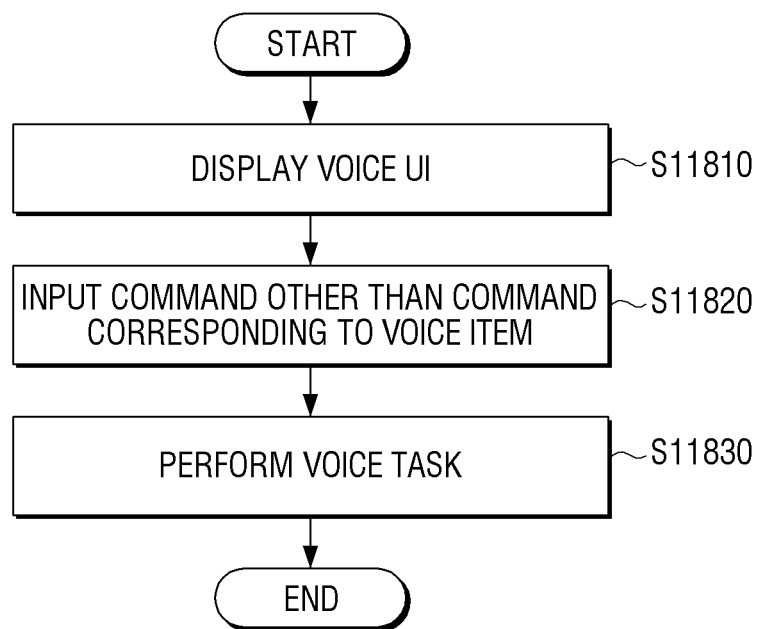 START
DISPLAY VOICE UI
S11810
INPUT COMMAND OTHER THAN COMMAND
CORRESPONDING TO VOICE ITEM
S11820
PERFORM VOICE TASK
S11830
END